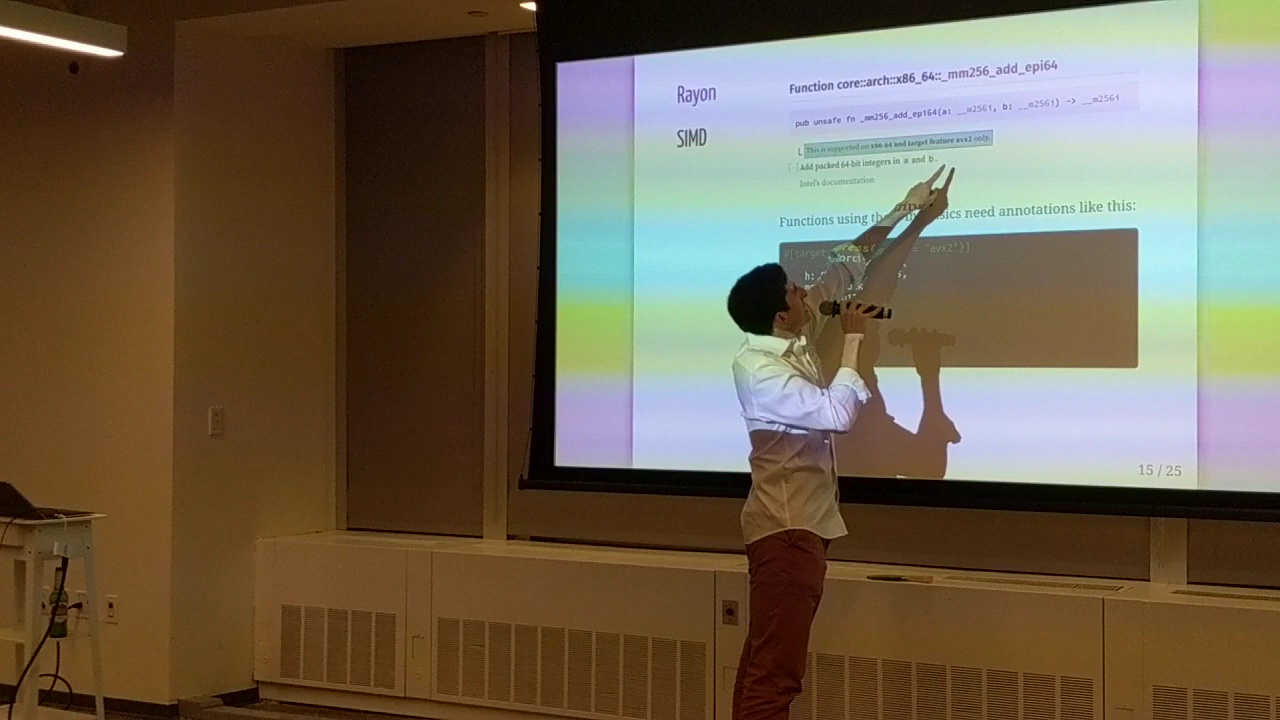 Rayon
SIMD
Function core::arch::x86_64::_mm256_add_epi64
pub unsafe fn _mm256_add_epi64(a: __m256i, b: __m256i) -> __m256i
This is supported on x86-64 and target feature avx2 only.
[-] Add packed 64-bit integers in a and b.
Intel's documentation
Functions using need annotations like this:
#[target = "avx2")]
15 / 25